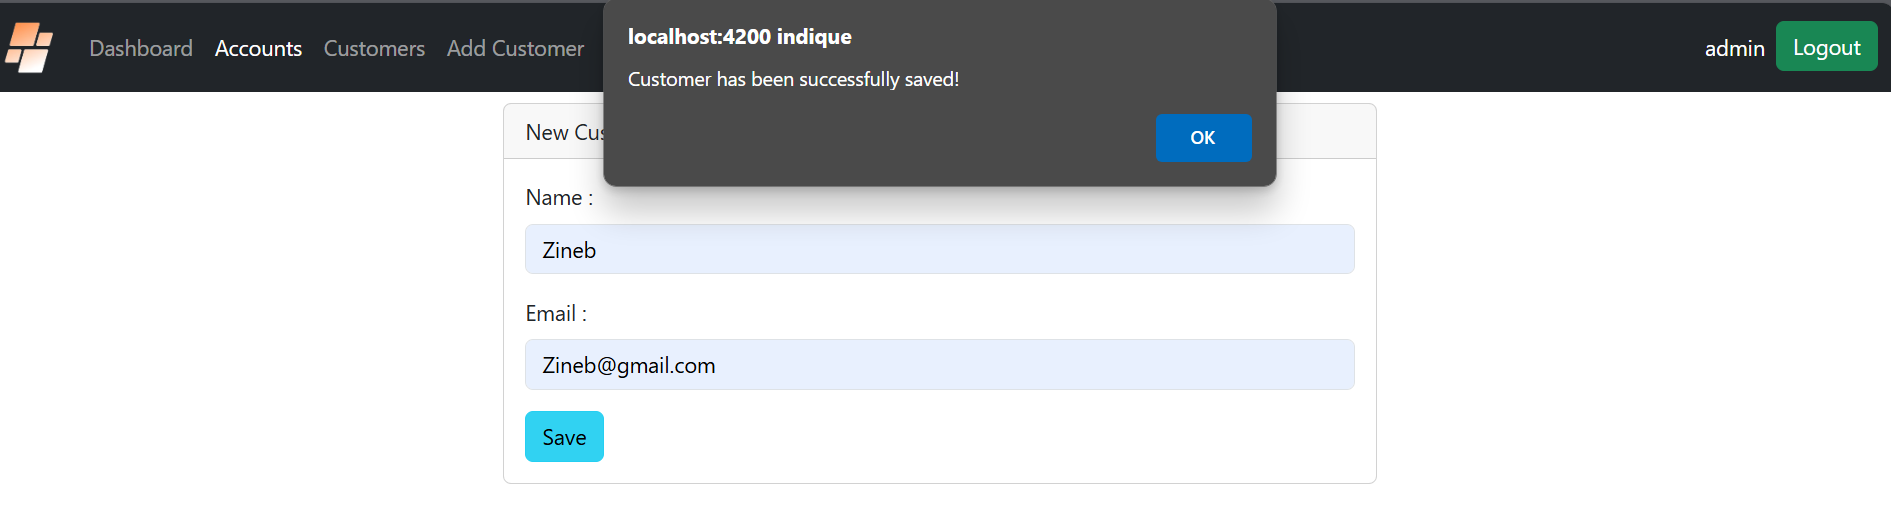 Dashboard Accounts Customers Add Customer
localhost:4200 indique
Customer has been successfully saved!
OK
admin Logout
New Cus
Name :
Zineb
Email :
Zineb@gmail.com
Save